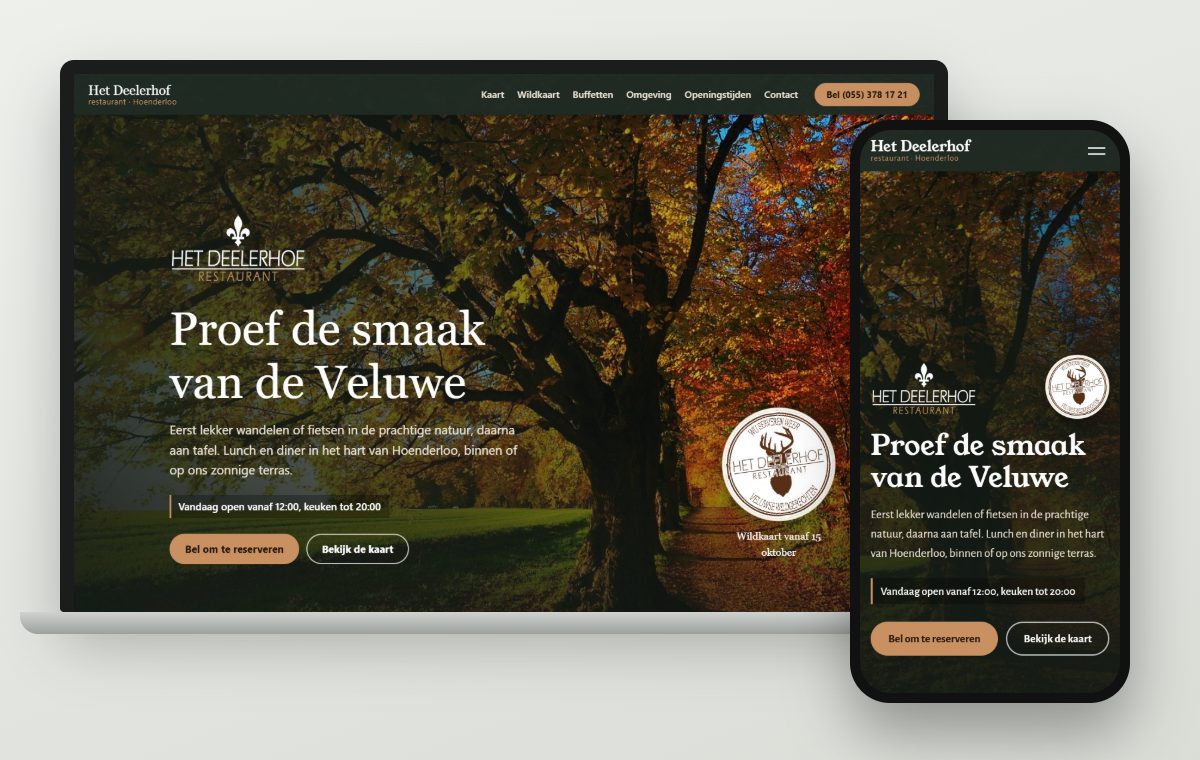 Het Deelerhof
restaurant · Hoenderloo
Kaart Wildkaart Buffetten Omgeving Openingstijden Contact Bel (055) 378 17 21
HET DEELERHOF
RESTAURANT
Proef de smaak
van de Veluwe
Eerst lekker wandelen of fietsen in de prachtige natuur, daarna
aan tafel. Lunch en diner in het hart van Hoenderloo, binnen of
op ons zonnige terras.
Vandaag open vanaf 12:00, keuken tot 20:00
Bel om te reserveren Bekijk de kaart
HET DEELERHOF
RESTAURANT
VELUWSE WILDGERECHTEN
Wildkaart vanaf 15
oktober
Het Deelerhof
restaurant · Hoenderloo
HET DEELERHOF
RESTAURANT
HET DEELERHOF
Proef de smaak
van de Veluwe
Eerst lekker wandelen of fietsen in de prachtige
natuur, daarna aan tafel. Lunch en diner in het hart
van Hoenderloo, binnen of op ons zonnige terras.
Vandaag open vanaf 12:00, keuken tot 20:00
Bel om te reserveren Bekijk de kaart